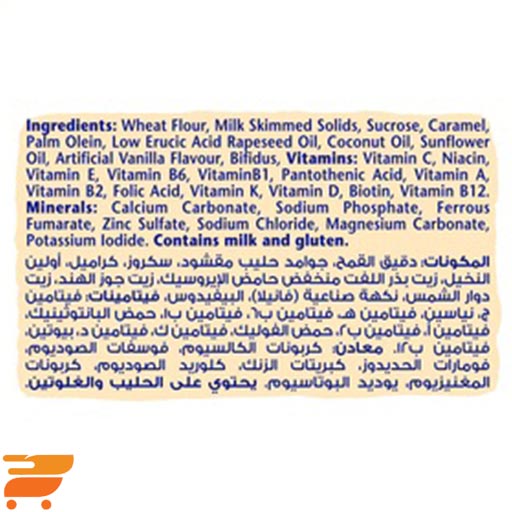 Ingredients: Wheat Flour, Milk Skimmed Solids, Sucrose, Caramel,
Palm Olein, Low Erucic Acid Rapeseed Oil, Coconut Oil, Sunflower
Oil, Artificial Vanilla Flavour, Bifidus, Vitamins: Vitamin C, Niacin,
Vitamin E, Vitamin B6, VitaminB1, Pantothenic Acid, Vitamin A,
Vitamin B2, Folic Acid, Vitamin K, Vitamin D, Biotin, Vitamin B12.
Minerals: Calcium Carbonate, Sodium Phosphate, Ferrous
Fumarate, Zinc Sulfate, Sodium Chloride, Magnesium Carbonate,
Potassium Iodide. Contains milk and gluten.
المكونات: دقيق القمح، جوامد حليب مقشود، سكروز، كراميل، أولين
النخيل، زيت بذر اللفت منخفض حامض الإيروسيك، زيت جوز الهند، زيت
دوار الشمس، نكهة صناعية (فانيلا)، البيفيدوس، فيتامينات: فيتامين
ج، نياسين، فيتامين هـ، فيتامين ب٦، فيتامين ب١، حمض البانتوثينيك،
فيتامين أ، فيتامين ب٢، حمض الفوليك، فيتامين ك، فيتامين د، بيوتين،
فيتامين ب١٢. معادن: كربونات الكالسيوم، فوسفات الصوديوم،
فومارات الحديدوز، كبريتات الزنك، كلوريد الصوديوم، كربونات
المغنيزيوم، يوديد البوتاسيوم. يحتوي على الحليب والغلوتين.